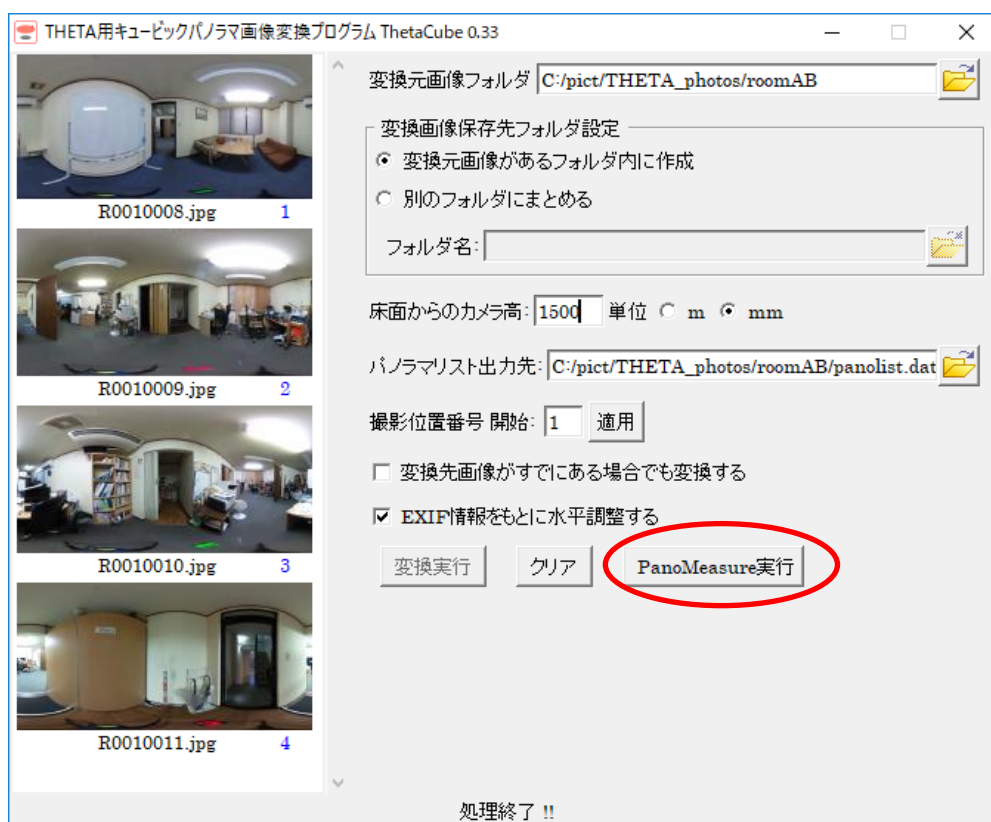 THETA用キュービックパノラマ画像変換プログラム ThetaCube 0.33
R0010008.jpg 1
R0010009.jpg 2
R0010010.jpg 3
R0010011.jpg 4
変換元画像フォルダ C:/pict/THETA_photos/roomAB
変換画像保存先フォルダ設定
変換元画像があるフォルダ内に作成
別のフォルダにまとめる
フォルダ名:
床面からのカメラ高: 1500 単位 m mm
パノラマリスト出力先: C:/pict/THETA_photos/roomAB/panolist.dat
撮影位置番号 開始: 1 適用
変換先画像がすでにある場合でも変換する
EXIF情報をもとに水平調整する
変換実行 クリア PanoMeasure実行
処理終了 !!